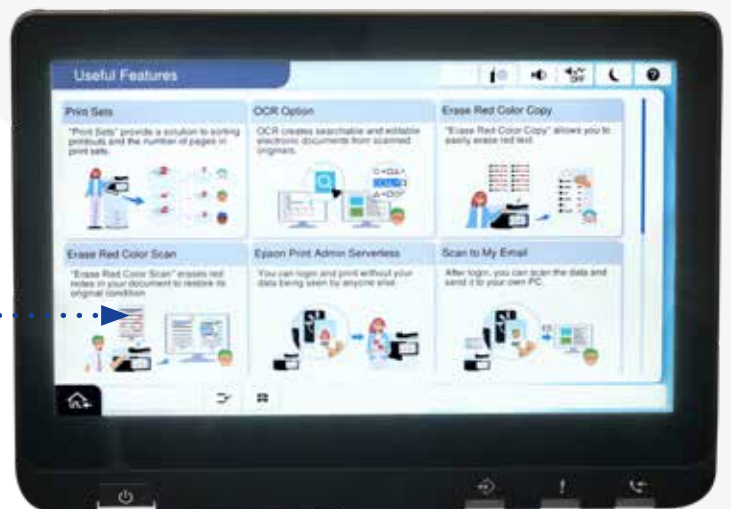 Useful Features
OFF
Print Sets
"Print Sets" provide a solution to sorting
printouts and the number of pages in
print sets.
OCR Option
OCR creates searchable and editable
electronic documents from scanned
originals.
Erase Red Color Copy
"Erase Red Color Copy" allows you to
easily erase red text.
Erase Red Color Scan
"Erase Red Color Scan" erases red
notes in your document to restore its
original condition
Epson Print Admin Serverless
You can login and print without your
data being seen by anyone else
Scan to My Email
After login, you can scan the data and
send it to your own PC.